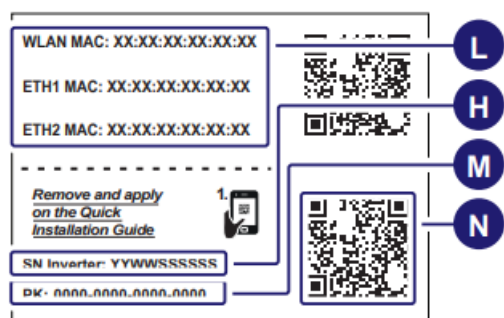 WLAN MAC: XX:XX:XX:XX:XX:XX
L
ETH1 MAC: XX:XX:XX:XX:XX:XX
H
ETH2 MAC: XX:XX:XX:XX:XX:XX
M
Remove and apply
on the Quick
Installation Guide
1.
N
SN Inverter: YYWWSSSSSS
PK: 0000-0000-0000-0000